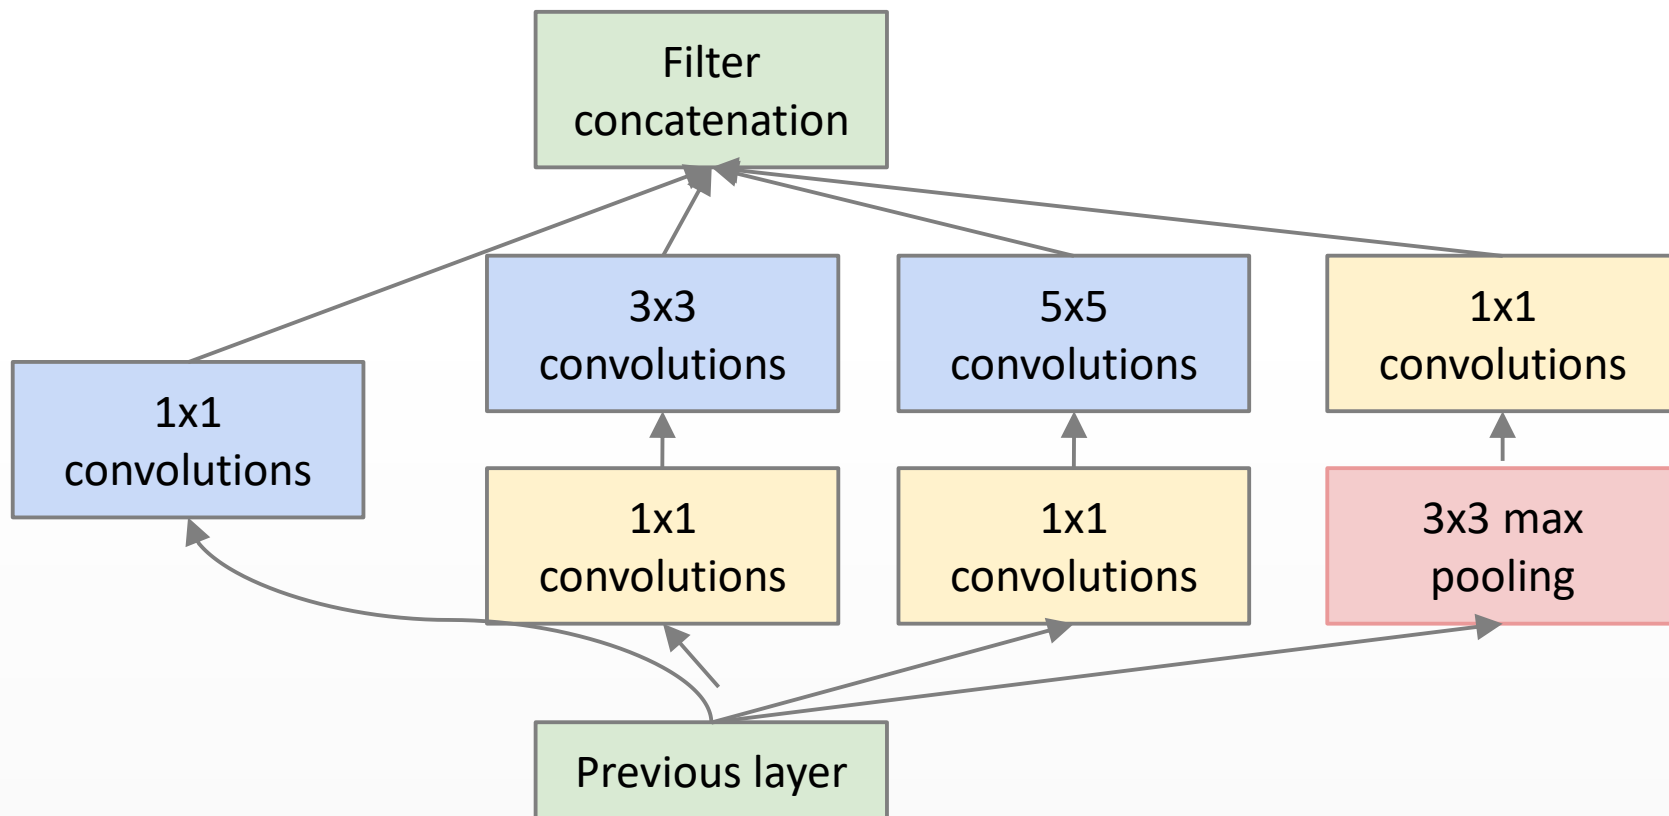 Filter
concatenation
3x3
convolutions
5x5
convolutions
1x1
convolutions
1x1
convolutions
1x1
convolutions
1x1
convolutions
3x3 max
pooling
Previous layer